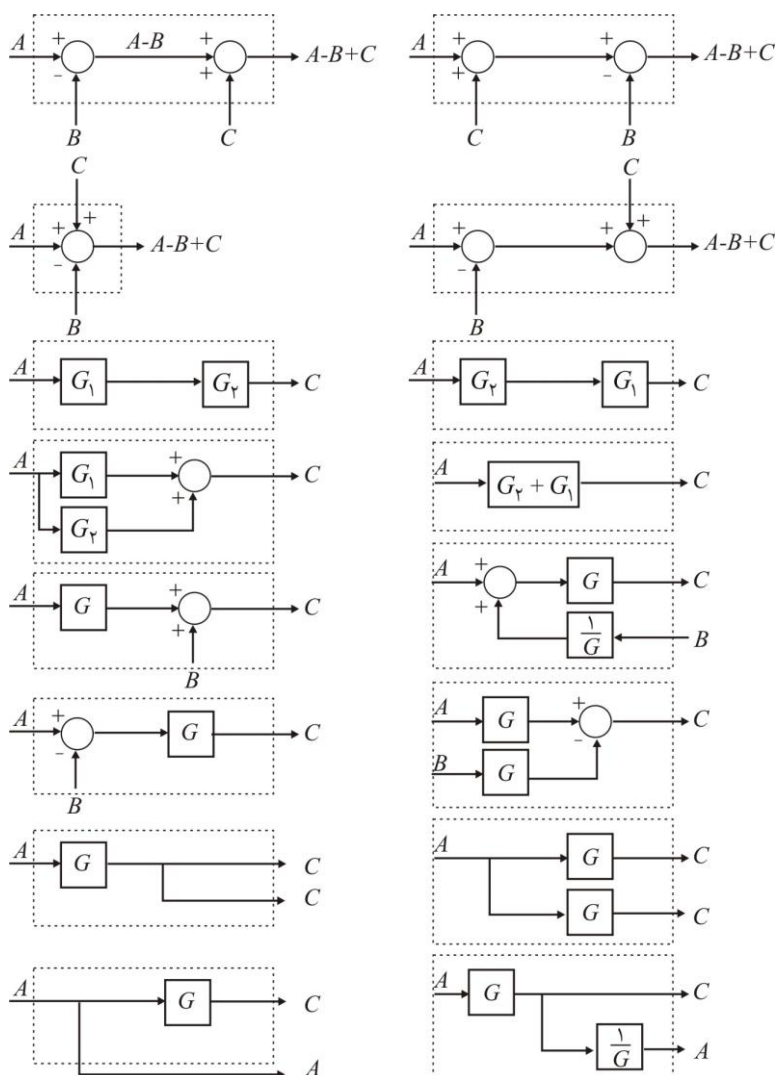 A + A-B + A-B+C
- +
B C
A + + A-B+C
+ -
C B
C
A + + A-B+C
-
B
C
A + + + A-B+C
-
B
A G۱ G۲ C
A G۲ G۱ C
A G۱ + C
G۲ +
A G۲ + G۱ C
A G + C
+
B
A + G C
+ ۱/G B
A + G C
-
B
A G + C
B G -
A G C
C
A G C
G C
A G C
A
A G C
۱/G A